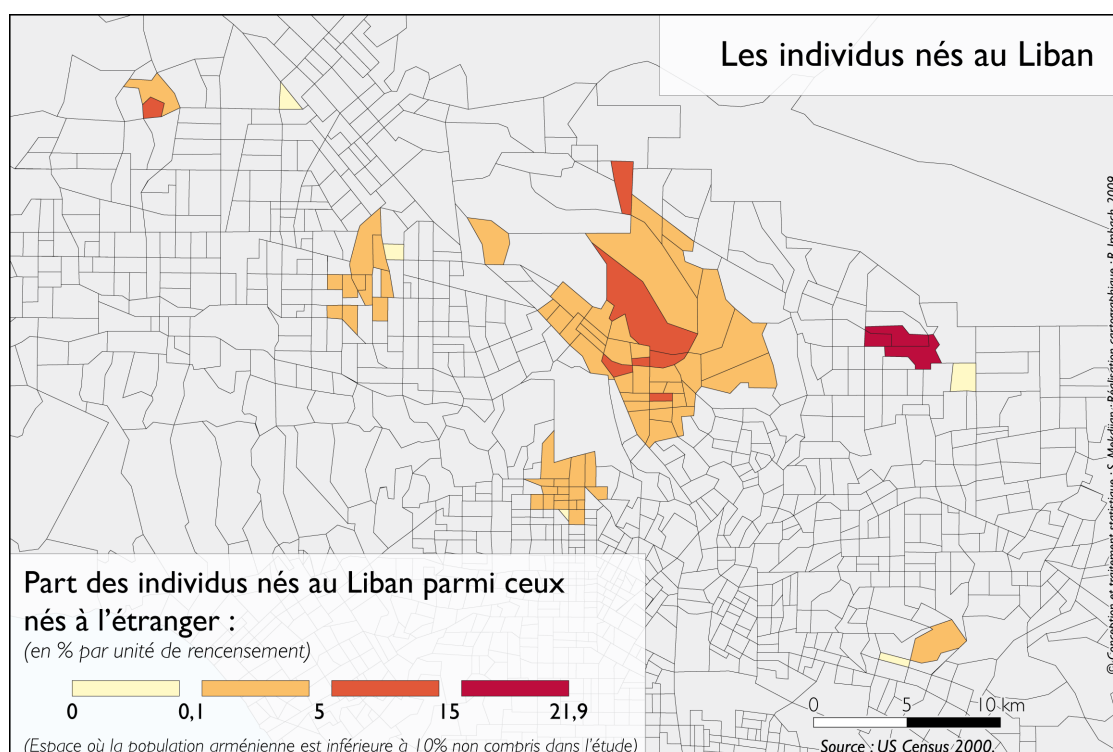 Les individus nés au Liban
© Conception et traitement statistique : S. Mekdjian ; Réalisation cartographique : R. Imbach 2009
Part des individus nés au Liban parmi ceux
nés à l'étranger :
(en % par unité de rencensement)
0 0,1 5 15 21,9
(Espace où la population arménienne est inférieure à 10% non compris dans l'étude)
0 5 10 km
Source : US Census 2000